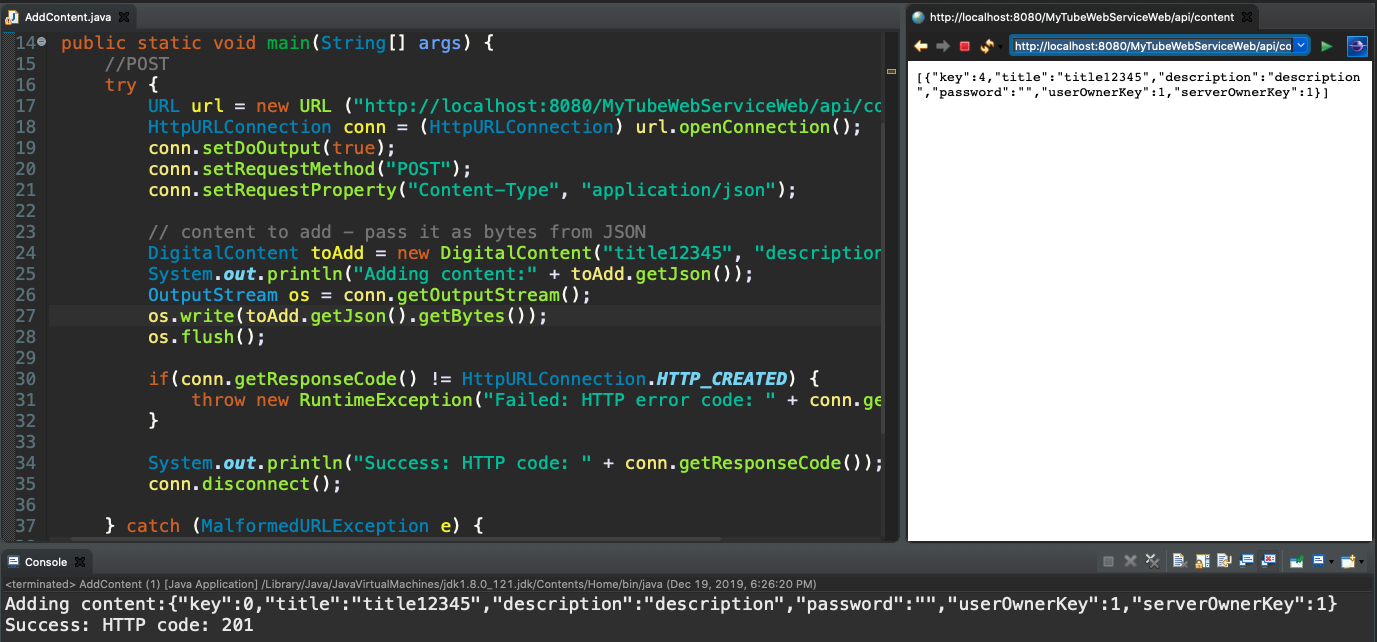 AddContent.java
14 public static void main(String[] args) {
15 //POST
16 try {
17 URL url = new URL ("http://localhost:8080/MyTubeWebServiceWeb/api/co
18 HttpURLConnection conn = (HttpURLConnection) url.openConnection();
19 conn.setDoOutput(true);
20 conn.setRequestMethod("POST");
21 conn.setRequestProperty("Content-Type", "application/json");
22
23 // content to add – pass it as bytes from JSON
24 DigitalContent toAdd = new DigitalContent("title12345", "description
25 System.out.println("Adding content:" + toAdd.getJson());
26 OutputStream os = conn.getOutputStream();
27 os.write(toAdd.getJson().getBytes());
28 os.flush();
29
30 if(conn.getResponseCode() != HttpURLConnection.HTTP_CREATED) {
31 throw new RuntimeException("Failed: HTTP error code: " + conn.ge
32 }
33
34 System.out.println("Success: HTTP code: " + conn.getResponseCode());
35 conn.disconnect();
36
37 } catch (MalformedURLException e) {
http://localhost:8080/MyTubeWebServiceWeb/api/content
http://localhost:8080/MyTubeWebServiceWeb/api/co
[{"key":4,"title":"title12345","description":"description
","password":"","userOwnerKey":1,"serverOwnerKey":1}]
Console
<terminated> AddContent (1) [Java Application] /Library/Java/JavaVirtualMachines/jdk1.8.0_121.jdk/Contents/Home/bin/java (Dec 19, 2019, 6:26:20 PM)
Adding content:{"key":0,"title":"title12345","description":"description","password":"","userOwnerKey":1,"serverOwnerKey":1}
Success: HTTP code: 201